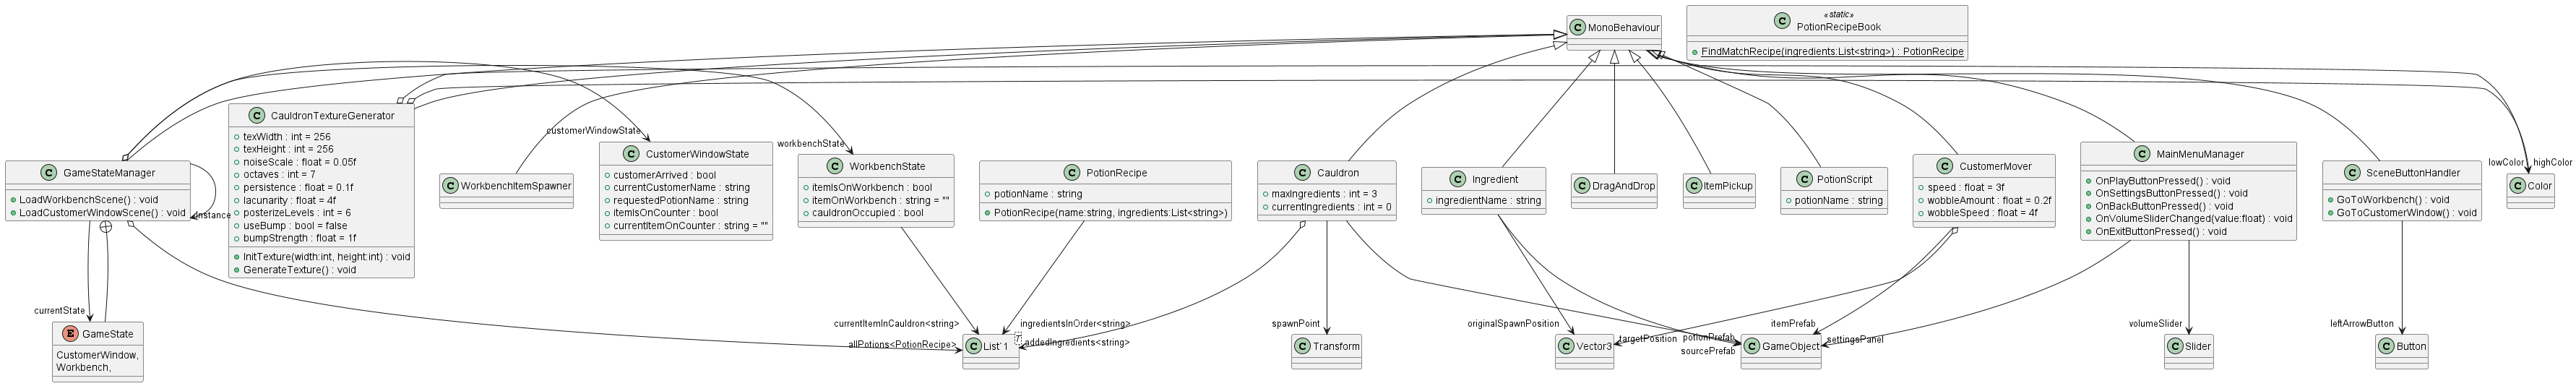 MonoBehaviour
«static»
PotionRecipeBook
FindMatchRecipe(ingredients:List<string>) : PotionRecipe
CauldronTextureGenerator
texWidth : int = 256
texHeight : int = 256
noiseScale : float = 0.05f
octaves : int = 7
persistence : float = 0.1f
lacunarity : float = 4f
posterizeLevels : int = 6
useBump : bool = false
bumpStrength : float = 1f
InitTexture(width:int, height:int) : void
GenerateTexture() : void
GameStateManager
LoadWorkbenchScene() : void
LoadCustomerWindowScene() : void
Instance
WorkbenchItemSpawner
customerWindowState
CustomerWindowState
customerArrived : bool
currentCustomerName : string
requestedPotionName : string
itemIsOnCounter : bool
currentItemOnCounter : string = ""
workbenchState
WorkbenchState
itemIsOnWorkbench : bool
itemOnWorkbench : string = ""
cauldronOccupied : bool
PotionRecipe
potionName : string
PotionRecipe(name:string, ingredients:List<string>)
Cauldron
maxIngredients : int = 3
currentIngredients : int = 0
Ingredient
ingredientName : string
DragAndDrop
ItemPickup
PotionScript
potionName : string
CustomerMover
speed : float = 3f
wobbleAmount : float = 0.2f
wobbleSpeed : float = 4f
MainMenuManager
OnPlayButtonPressed() : void
OnSettingsButtonPressed() : void
OnBackButtonPressed() : void
OnVolumeSliderChanged(value:float) : void
OnExitButtonPressed() : void
SceneButtonHandler
GoToWorkbench() : void
GoToCustomerWindow() : void
lowColor
highColor
Color
currentState
GameState
CustomerWindow,
Workbench,
currentItemInCauldron<string>
allPotions<PotionRecipe>
ingredientsInOrder<string>
addedIngredients<string>
List`1
T
spawnPoint
Transform
originalSpawnPosition
Vector3
targetPosition
potionPrefab
sourcePrefab
itemPrefab
GameObject
settingsPanel
volumeSlider
Slider
leftArrowButton
Button